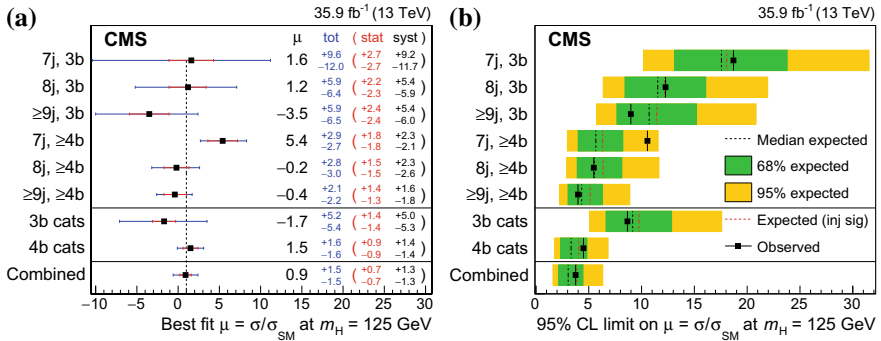 (a) 35.9 fb⁻¹ (13 TeV)
CMS μ tot ( stat syst )
7j, 3b 1.6 +9.6 −12.0 ( +2.7 −2.7 +9.2 −11.7 )
8j, 3b 1.2 +5.9 −6.4 ( +2.2 −2.3 +5.4 −5.9 )
≥9j, 3b −3.5 +5.9 −6.5 ( +2.4 −2.4 +5.4 −6.0 )
7j, ≥4b 5.4 +2.9 −2.7 ( +1.8 −1.8 +2.3 −2.1 )
8j, ≥4b −0.2 +2.8 −3.0 ( +1.5 −1.5 +2.3 −2.6 )
≥9j, ≥4b −0.4 +2.1 −2.2 ( +1.4 −1.3 +1.6 −1.8 )
3b cats −1.7 +5.2 −5.4 ( +1.4 −1.4 +5.0 −5.3 )
4b cats 1.5 +1.6 −1.6 ( +0.9 −0.9 +1.4 −1.4 )
Combined 0.9 +1.5 −1.5 ( +0.7 −0.7 +1.3 −1.3 )
−10 −5 0 5 10 15 20 25 30
Best fit μ = σ/σSM at mH = 125 GeV
(b) 35.9 fb⁻¹ (13 TeV)
CMS
7j, 3b
8j, 3b
≥9j, 3b
7j, ≥4b
8j, ≥4b
≥9j, ≥4b
3b cats
4b cats
Combined
Median expected
68% expected
95% expected
Expected (inj sig)
Observed
0 5 10 15 20 25 30
95% CL limit on μ = σ/σSM at mH = 125 GeV